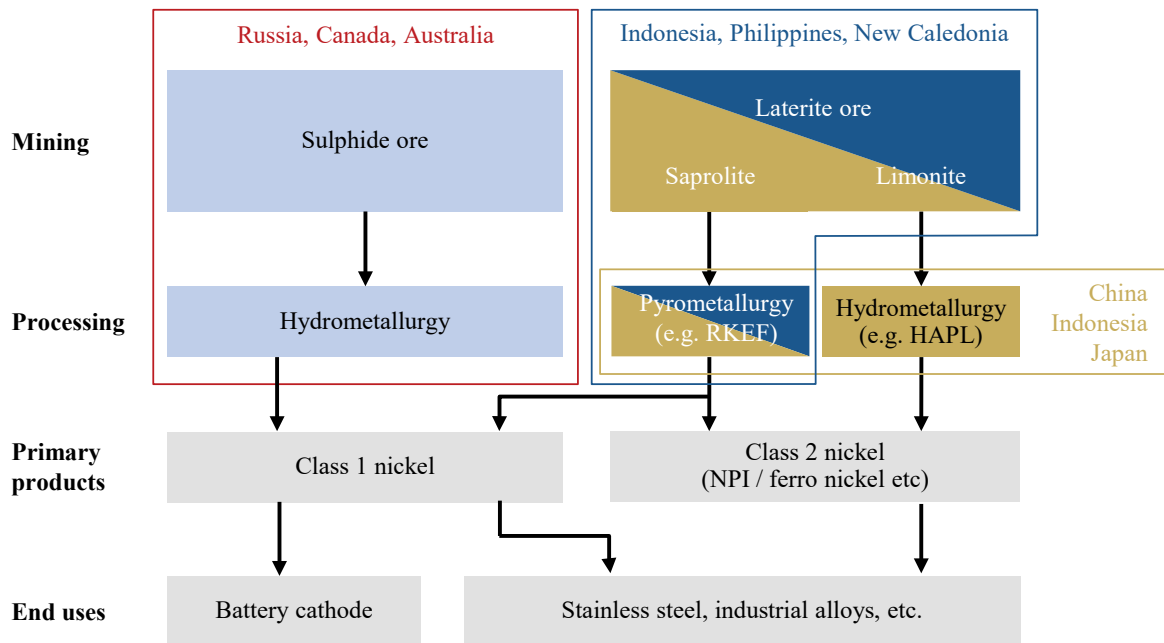 Russia, Canada, Australia
Indonesia, Philippines, New Caledonia
Mining
Sulphide ore
Laterite ore
Saprolite
Limonite
Processing
Hydrometallurgy
Pyrometallurgy
(e.g. RKEF)
Hydrometallurgy
(e.g. HAPL)
China
Indonesia
Japan
Primary
products
Class 1 nickel
Class 2 nickel
(NPI / ferro nickel etc)
End uses
Battery cathode
Stainless steel, industrial alloys, etc.